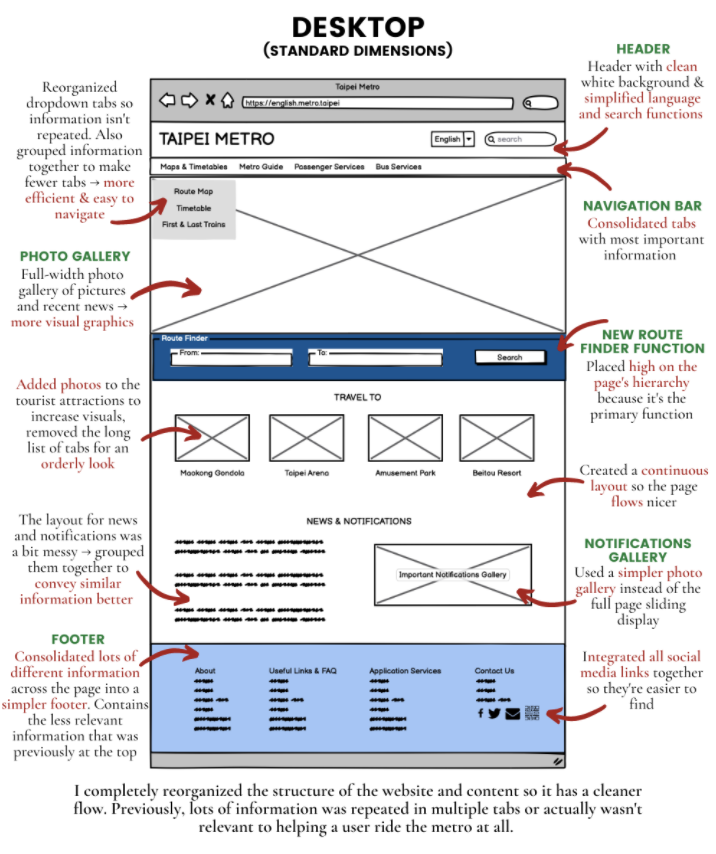 DESKTOP
(STANDARD DIMENSIONS)
Reorganized
dropdown tabs so
information isn't
repeated. Also
grouped information
together to make
fewer tabs → more
efficient & easy to
navigate
PHOTO GALLERY
Full-width photo
gallery of pictures
and recent news →
more visual graphics
Added photos to the
tourist attractions to
increase visuals,
removed the long
list of tabs for an
orderly look
The layout for news
and notifications was
a bit messy → grouped
them together to
convey similar
information better
FOOTER
Consolidated lots of
different information
across the page into a
simpler footer. Contains
the less relevant
information that was
previously at the top
Taipei Metro
https://english.metro.taipei
TAIPEI METRO
English
search
Maps & Timetables Metro Guide Passenger Services Bus Services
Route Map
Timetable
First & Last Trains
Route Finder
From: To: Search
TRAVEL TO
Maokong Gondola Taipei Arena Amusement Park Beitou Resort
NEWS & NOTIFICATIONS
Important Notifications Gallery
About Useful Links & FAQ Application Services Contact Us
HEADER
Header with clean
white background &
simplified language
and search functions
NAVIGATION BAR
Consolidated tabs
with most important
information
NEW ROUTE
FINDER FUNCTION
Placed high on the
page's hierarchy
because it's the
primary function
Created a continuous
layout so the page
flows nicer
NOTIFICATIONS
GALLERY
Used a simpler photo
gallery instead of the
full page sliding
display
Integrated all social
media links together
so they're easier to
find
I completely reorganized the structure of the website and content so it has a cleaner
flow. Previously, lots of information was repeated in multiple tabs or actually wasn't
relevant to helping a user ride the metro at all.